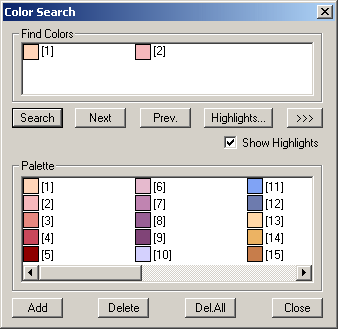 Color Search
Find Colors
[1] [2]
Search Next Prev. Highlights... >>>
Show Highlights
Palette
[1] [6] [11]
[2] [7] [12]
[3] [8] [13]
[4] [9] [14]
[5] [10] [15]
Add Delete Del.All Close